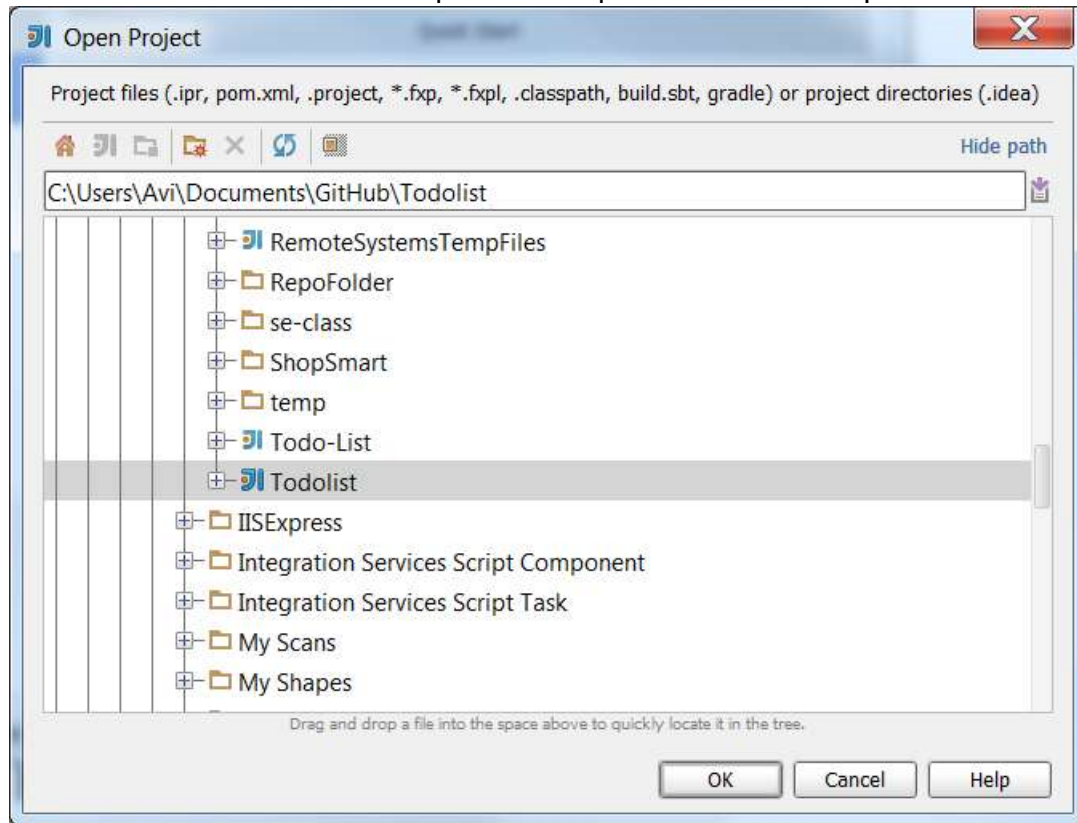 Open Project
Project files (.ipr, pom.xml, .project, *.fxp, *.fxpl, .classpath, build.sbt, gradle) or project directories (.idea)
Hide path
C:\Users\Avi\Documents\GitHub\Todolist
RemoteSystemsTempFiles
RepoFolder
se-class
ShopSmart
temp
Todo-List
Todolist
IISExpress
Integration Services Script Component
Integration Services Script Task
My Scans
My Shapes
Drag and drop a file into the space above to quickly locate it in the tree.
OK Cancel Help